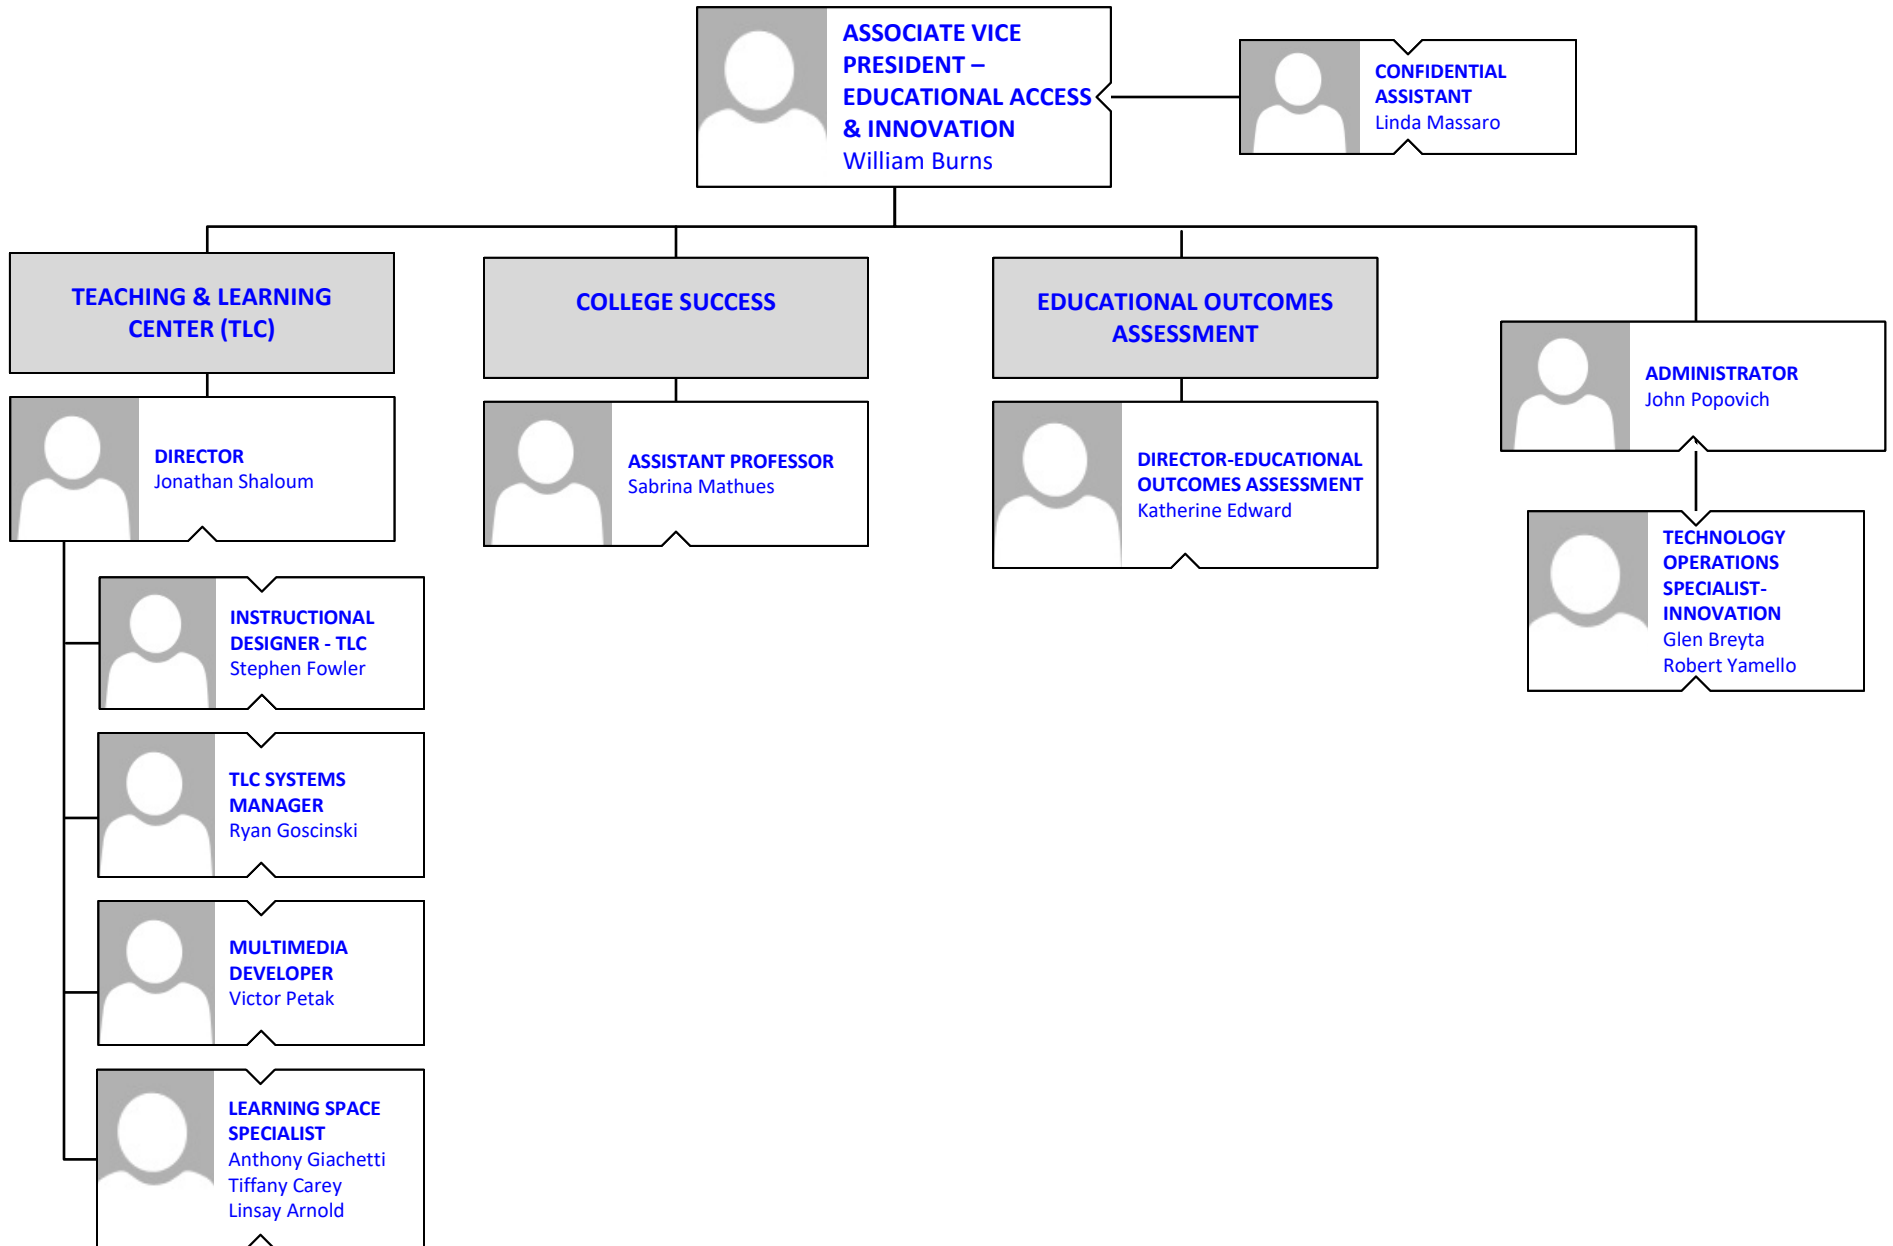 ASSOCIATE VICE
PRESIDENT –
EDUCATIONAL ACCESS
& INNOVATION
William Burns
CONFIDENTIAL
ASSISTANT
Linda Massaro
TEACHING & LEARNING
CENTER (TLC)
COLLEGE SUCCESS
EDUCATIONAL OUTCOMES
ASSESSMENT
ADMINISTRATOR
John Popovich
DIRECTOR
Jonathan Shaloum
ASSISTANT PROFESSOR
Sabrina Mathues
DIRECTOR-EDUCATIONAL
OUTCOMES ASSESSMENT
Katherine Edward
TECHNOLOGY
OPERATIONS
SPECIALIST-
INNOVATION
Glen Breyta
Robert Yamello
INSTRUCTIONAL
DESIGNER - TLC
Stephen Fowler
TLC SYSTEMS
MANAGER
Ryan Goscinski
MULTIMEDIA
DEVELOPER
Victor Petak
LEARNING SPACE
SPECIALIST
Anthony Giachetti
Tiffany Carey
Linsay Arnold